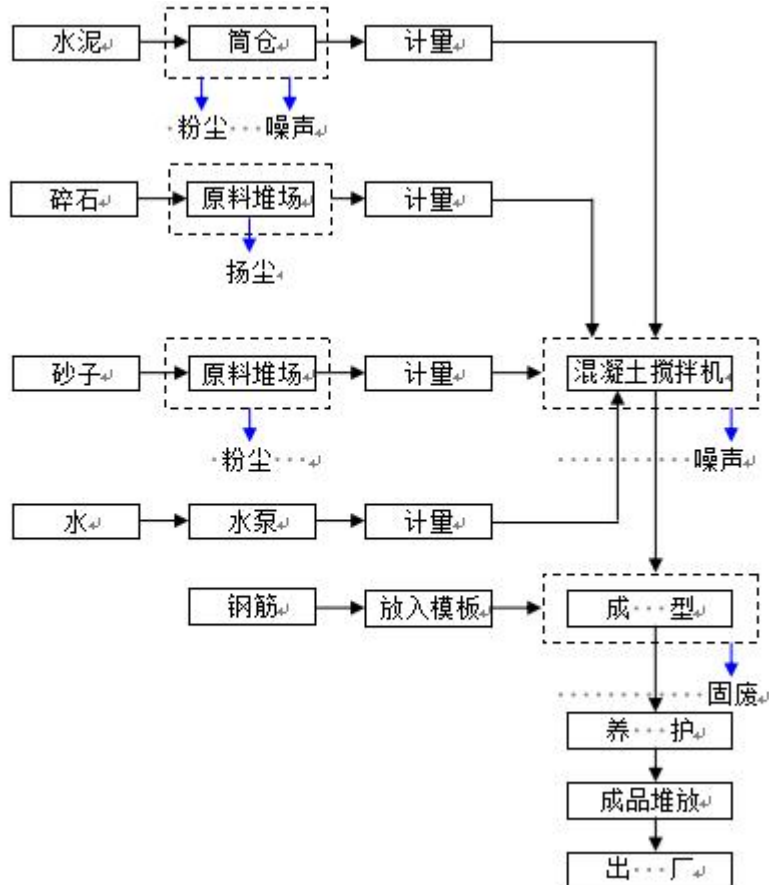 水泥 筒仓 计量
粉尘 噪声
碎石 原料堆场 计量
扬尘
砂子 原料堆场 计量 混凝土搅拌机
粉尘 噪声
水 水泵 计量
钢筋 放入模板 成 型
固废
养 护
成品堆放
出 厂